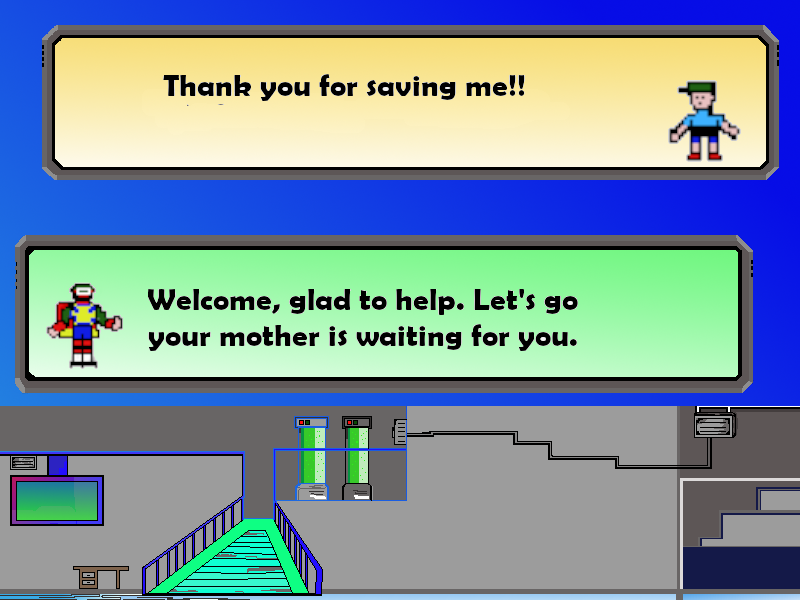 Thank you for saving me!!
Welcome, glad to help. Let's go
your mother is waiting for you.